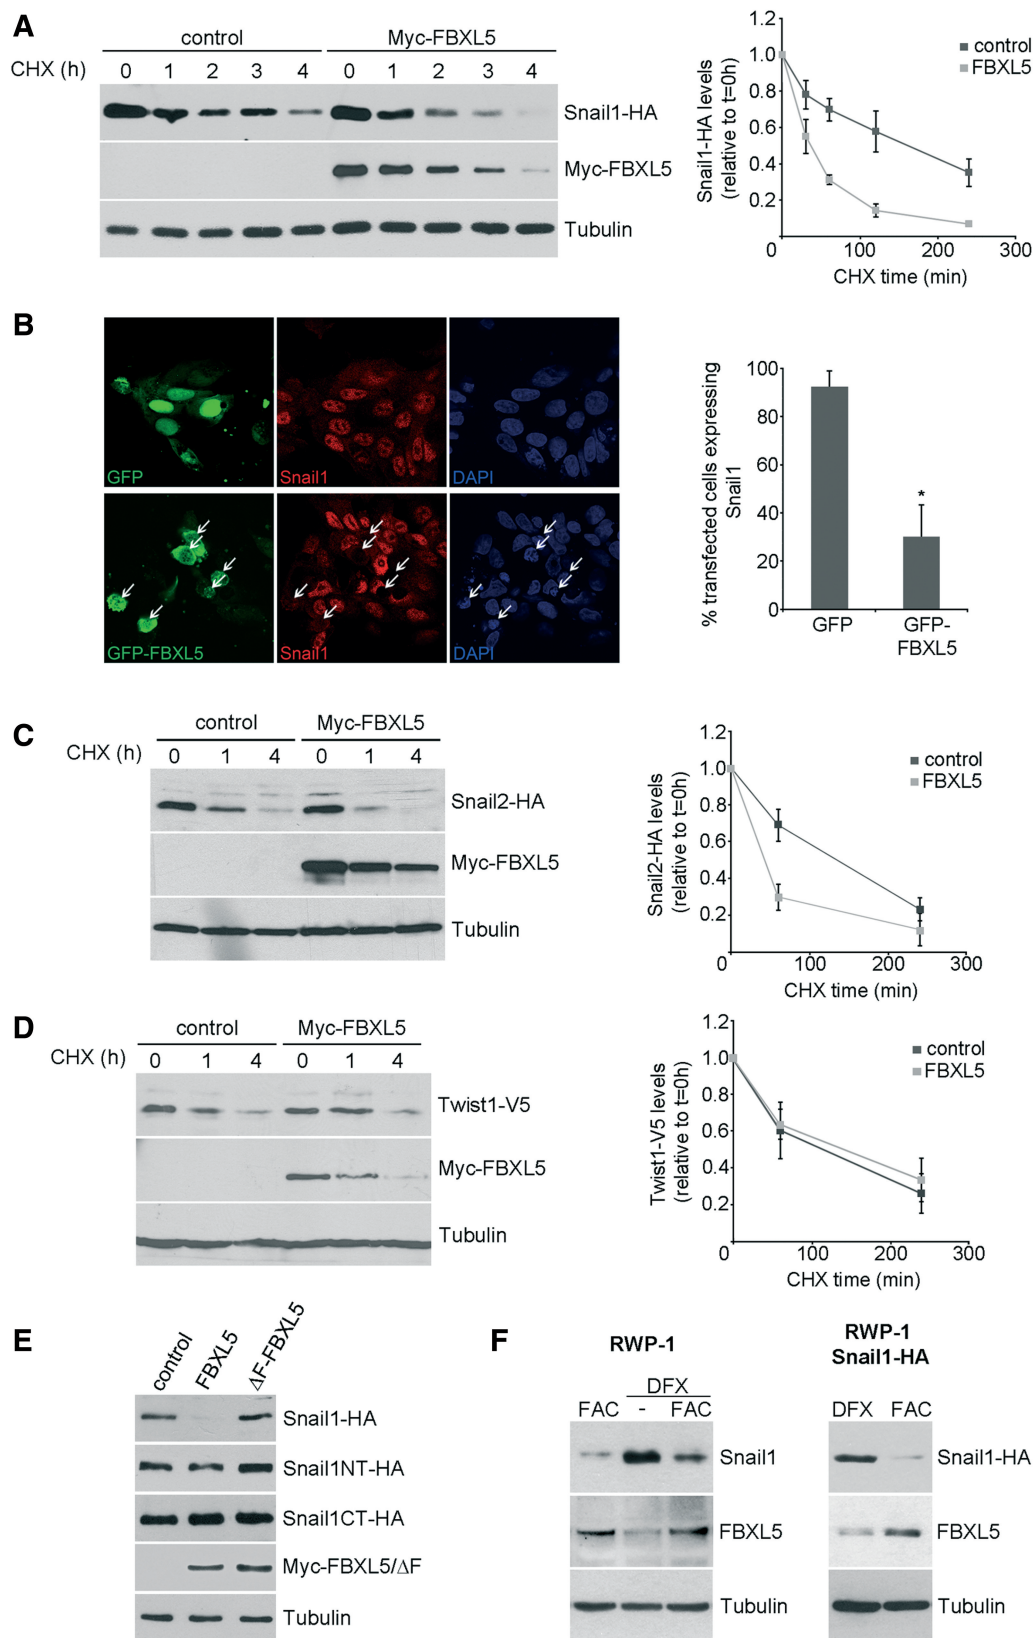 A
control Myc-FBXL5
CHX (h) 0 1 2 3 4 0 1 2 3 4
Snail1-HA
Myc-FBXL5
Tubulin
Snail1-HA levels
(relative to t=0h)
1.2
1.0
0.8
0.6
0.4
0.2
0 100 200 300
CHX time (min)
control
FBXL5
B
GFP Snail1 DAPI
GFP-FBXL5 Snail1 DAPI
% transfected cells expressing
Snail1
100
80
60
40
20
0
*
GFP GFP-
FBXL5
C
control Myc-FBXL5
CHX (h) 0 1 4 0 1 4
Snail2-HA
Myc-FBXL5
Tubulin
Snail2-HA levels
(relative to t=0h)
1.2
1.0
0.8
0.6
0.4
0.2
0 100 200 300
CHX time (min)
control
FBXL5
D
control Myc-FBXL5
CHX (h) 0 1 4 0 1 4
Twist1-V5
Myc-FBXL5
Tubulin
Twist1-V5 levels
(relative to t=0h)
1.2
1.0
0.8
0.6
0.4
0.2
0 100 200 300
CHX time (min)
control
FBXL5
E
control FBXL5 ΔF-FBXL5
Snail1-HA
Snail1NT-HA
Snail1CT-HA
Myc-FBXL5/ΔF
Tubulin
F
RWP-1
DFX
FAC - FAC
Snail1
FBXL5
Tubulin
RWP-1
Snail1-HA
DFX FAC
Snail1-HA
FBXL5
Tubulin